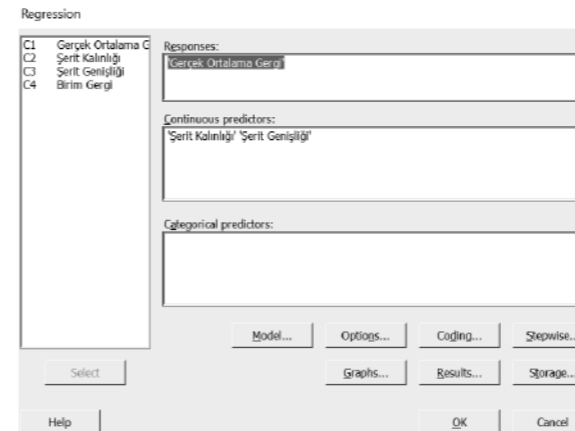 Regression
C1 Gerçek Ortalama G
C2 Şerit Kalınlığı
C3 Şerit Genişliği
C4 Birim Gergi
Responses:
'Gerçek Ortalama Gergi'
Continuous predictors:
'Şerit Kalınlığı' 'Şerit Genişliği'
Categorical predictors:
Model... Options... Coding... Stepwise..
Select Graphs... Results... Storage...
Help OK Cancel